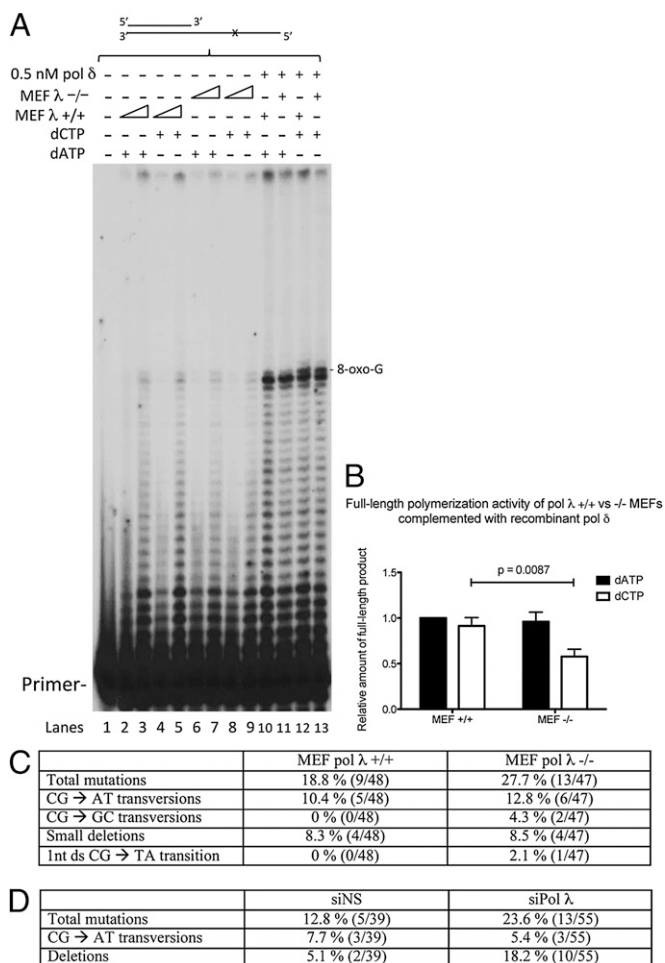 A
5′ 3′
3′ x 5′
0.5 nM pol δ – – – – – – – – – + + + +
MEF λ –/– – – – – – – + – +
MEF λ +/+ – – – – – + – + –
dCTP – – – + + – – + + – – + +
dATP – + + – – + + – – + + – –
- 8-oxo-G
Primer-
Lanes 1 2 3 4 5 6 7 8 9 10 11 12 13
B
Full-length polymerization activity of pol λ +/+ vs -/- MEFs
complemented with recombinant pol δ
p = 0.0087
dATP
dCTP
Relative amount of full-length product
1.0
0.5
0.0
MEF +/+ MEF -/-
C
MEF pol λ +/+ MEF pol λ -/-
Total mutations 18.8 % (9/48) 27.7 % (13/47)
CG → AT transversions 10.4 % (5/48) 12.8 % (6/47)
CG → GC transversions 0 % (0/48) 4.3 % (2/47)
Small deletions 8.3 % (4/48) 8.5 % (4/47)
1nt ds CG → TA transition 0 % (0/48) 2.1 % (1/47)
D
siNS siPol λ
Total mutations 12.8 % (5/39) 23.6 % (13/55)
CG → AT transversions 7.7 % (3/39) 5.4 % (3/55)
Deletions 5.1 % (2/39) 18.2 % (10/55)